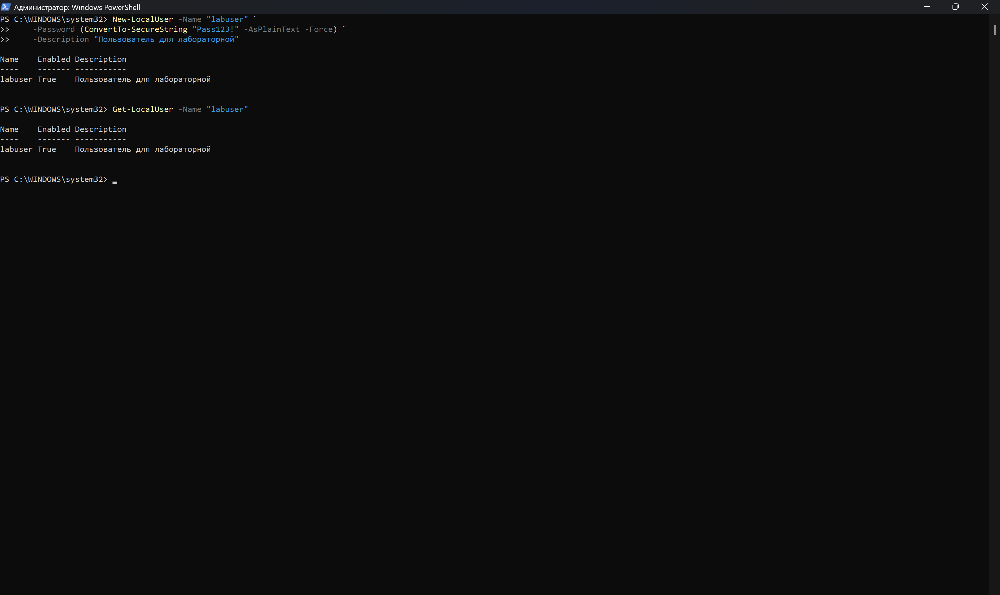 Администратор: Windows PowerShell
PS C:\WINDOWS\system32> New-LocalUser -Name "labuser" `
>>     -Password (ConvertTo-SecureString "Pass123!" -AsPlainText -Force) `
>>     -Description "Пользователь для лабораторной"
Name    Enabled Description
----    ------- -----------
labuser True    Пользователь для лабораторной
PS C:\WINDOWS\system32> Get-LocalUser -Name "labuser"
Name    Enabled Description
----    ------- -----------
labuser True    Пользователь для лабораторной
PS C:\WINDOWS\system32>